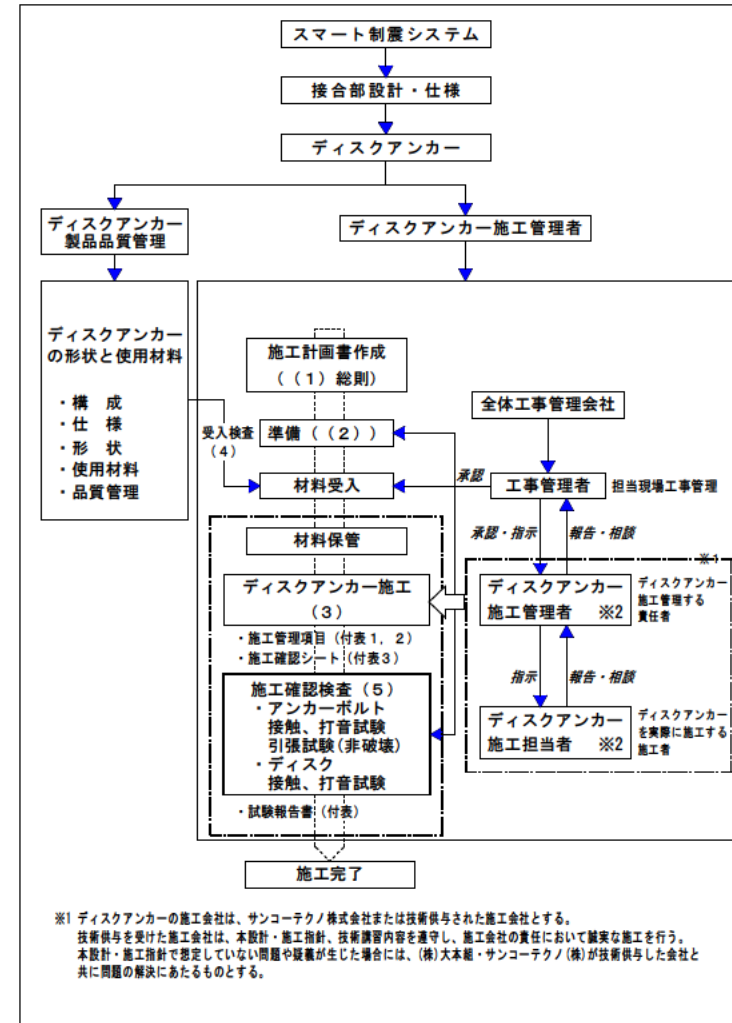 スマート制震システム
接合部設計・仕様
ディスクアンカー
ディスクアンカー
製品品質管理
ディスクアンカー施工管理者
ディスクアンカー
の形状と使用材料
・構　成
・仕　様
・形　状
・使用材料
・品質管理
施工計画書作成
（（１）総則）
受入検査
（４）
準備（（２））
全体工事管理会社
材料受入
承認
工事管理者
担当現場工事管理
承認・指示
報告・相談
※1
材料保管
ディスクアンカー施工
（３）
・施工管理項目（付表１，２）
・施工確認シート（付表３）
ディスクアンカー
施工管理者　※2
ディスクアンカー
施工管理する
責任者
指示
報告・相談
施工確認検査（５）
・アンカーボルト
接触、打音試験
引張試験（非破壊）
・ディスク
接触、打音試験
ディスクアンカー
施工担当者　※2
ディスクアンカー
を実際に施工する
施工者
・試験報告書（付表）
施工完了
※1 ディスクアンカーの施工会社は、サンコーテクノ株式会社または技術供与された施工会社とする。
技術供与を受けた施工会社は、本設計・施工指針、技術講習内容を遵守し、施工会社の責任において誠実な施工を行う。
本設計・施工指針で想定していない問題や疑義が生じた場合には、(株)大本組・サンコーテクノ(株)が技術供与した会社と
共に問題の解決にあたるものとする。